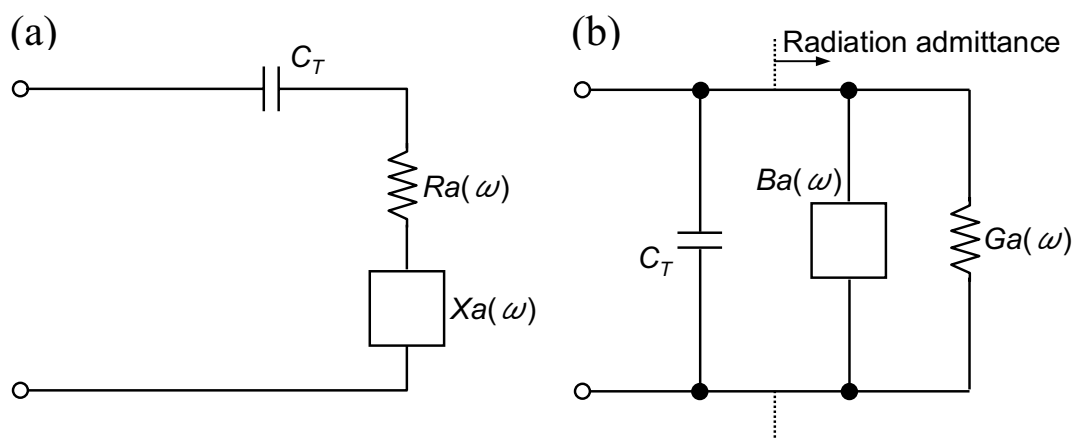 (a)
C_T
Ra(ω)
Xa(ω)
(b)
Radiation admittance
C_T
Ba(ω)
Ga(ω)